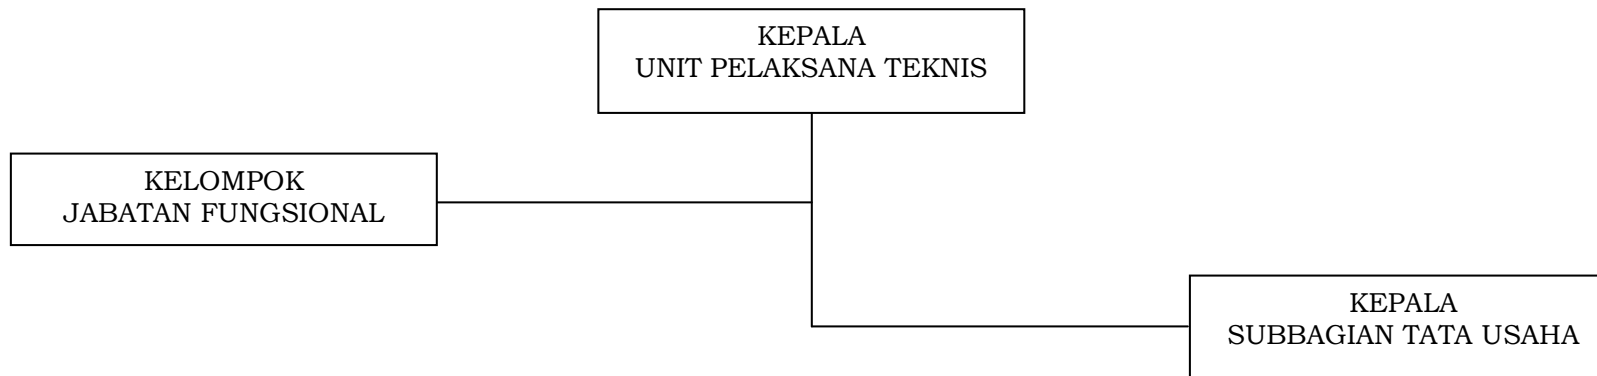 KEPALA
UNIT PELAKSANA TEKNIS
KELOMPOK
JABATAN FUNGSIONAL
KEPALA
SUBBAGIAN TATA USAHA